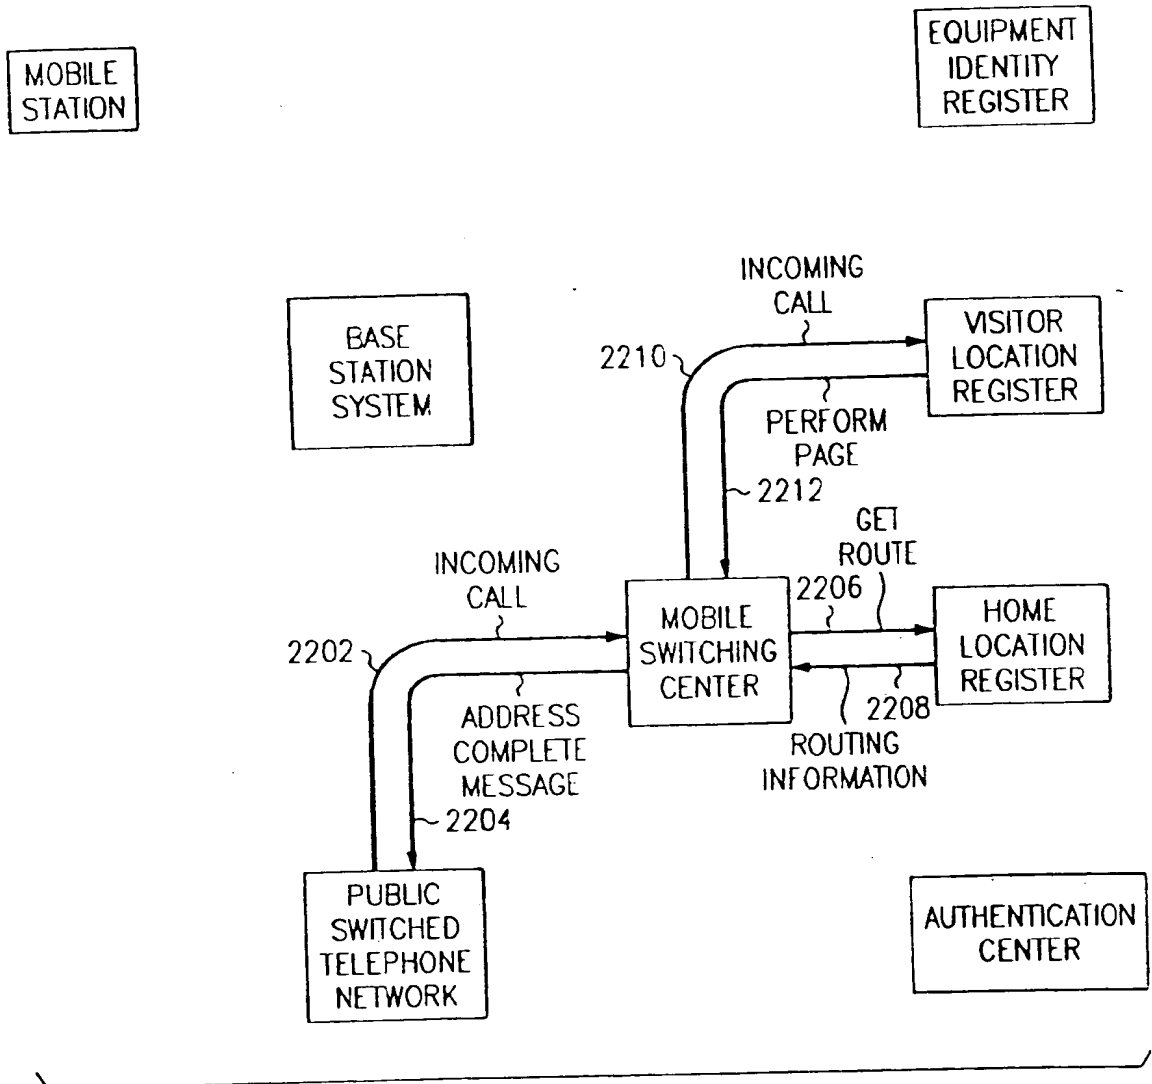 MOBILE
STATION
EQUIPMENT
IDENTITY
REGISTER
INCOMING
CALL
2210
VISITOR
LOCATION
REGISTER
BASE
STATION
SYSTEM
PERFORM
PAGE
2212
GET
ROUTE
INCOMING
CALL
2206
2202
MOBILE
SWITCHING
CENTER
HOME
LOCATION
REGISTER
2208
ADDRESS
COMPLETE
MESSAGE
ROUTING
INFORMATION
2204
PUBLIC
SWITCHED
TELEPHONE
NETWORK
AUTHENTICATION
CENTER